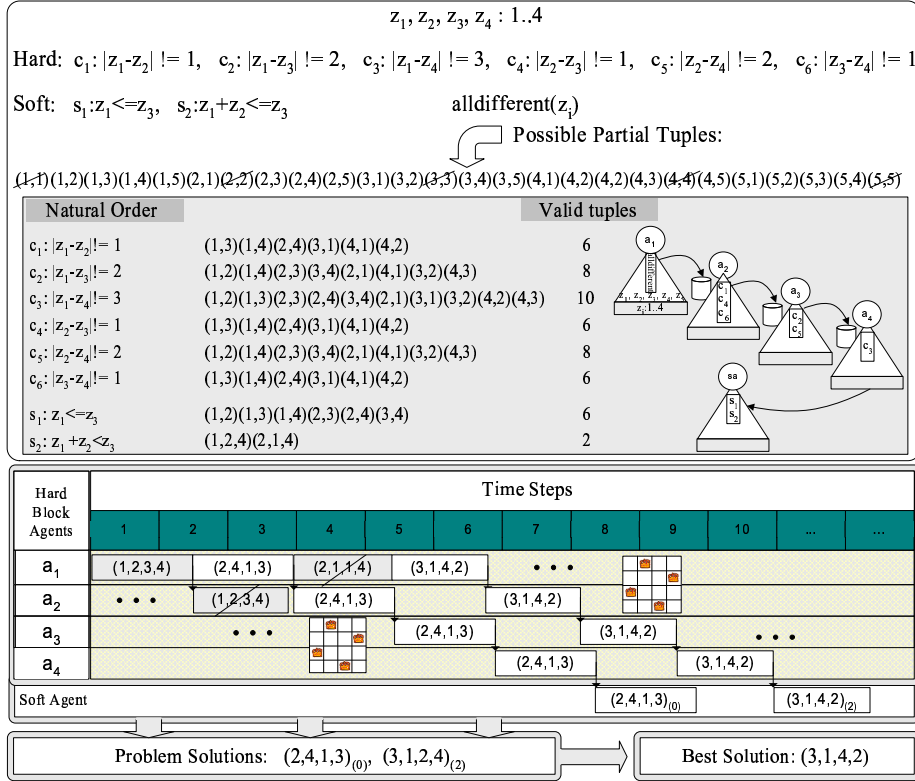 z1, z2, z3, z4 : 1..4
Hard: c1: |z1-z2| != 1, c2: |z1-z3| != 2, c3: |z1-z4| != 3, c4: |z2-z3| != 1, c5: |z2-z4| != 2, c6: |z3-z4| != 1
Soft: s1:z1<=z3, s2:z1+z2<=z3 alldifferent(zi)
Possible Partial Tuples:
(1,1)(1,2)(1,3)(1,4)(1,5)(2,1)(2,2)(2,3)(2,4)(2,5)(3,1)(3,2)(3,3)(3,4)(3,5)(4,1)(4,2)(4,2)(4,3)(4,4)(4,5)(5,1)(5,2)(5,3)(5,4)(5,5)
Natural Order Valid tuples
c1: |z1-z2|!= 1 (1,3)(1,4)(2,4)(3,1)(4,1)(4,2) 6
c2: |z1-z3|!= 2 (1,2)(1,4)(2,3)(3,4)(2,1)(4,1)(3,2)(4,3) 8
c3: |z1-z4|!= 3 (1,2)(1,3)(2,3)(2,4)(3,4)(2,1)(3,1)(3,2)(4,2)(4,3) 10
c4: |z2-z3|!= 1 (1,3)(1,4)(2,4)(3,1)(4,1)(4,2) 6
c5: |z2-z4|!= 2 (1,2)(1,4)(2,3)(3,4)(2,1)(4,1)(3,2)(4,3) 8
c6: |z3-z4|!= 1 (1,3)(1,4)(2,4)(3,1)(4,1)(4,2) 6
s1: z1<=z3 (1,2)(1,3)(1,4)(2,3)(2,4)(3,4) 6
s2: z1 +z2<z3 (1,2,4)(2,1,4) 2
a1
alldifferent
zi:1..4
a2
c1
c4
c6
a3
c2
c5
a4
c3
sa
s1
s2
Hard Block Agents
Time Steps
1 2 3 4 5 6 7 8 9 10 ... ...
a1 (1,2,3,4) (2,4,1,3) (2,1,1,4) (3,1,4,2) • • •
a2 • • • (1,2,3,4) (2,4,1,3) (3,1,4,2)
a3 • • • (2,4,1,3) (3,1,4,2) • • •
a4 (2,4,1,3) (3,1,4,2)
Soft Agent (2,4,1,3)(0) (3,1,4,2)(2)
Problem Solutions: (2,4,1,3)(0), (3,1,2,4)(2)
Best Solution: (3,1,4,2)